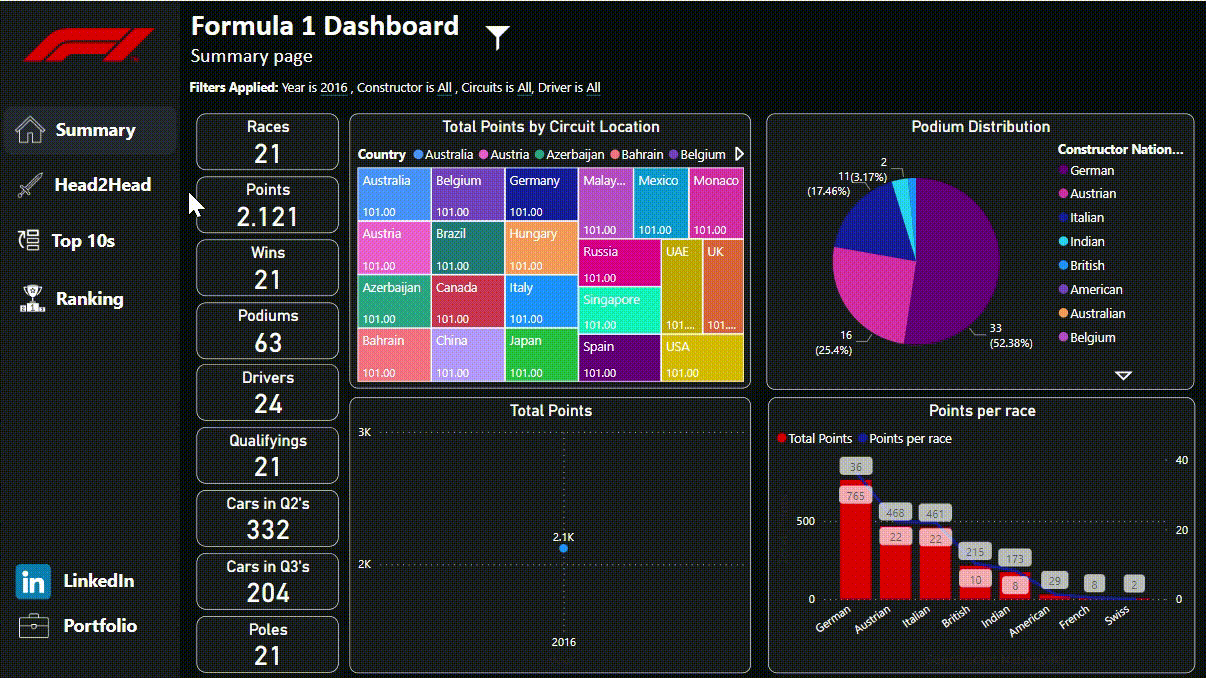 F1
Formula 1 Dashboard
Summary page
Filters Applied: Year is 2016 , Constructor is All , Circuits is All, Driver is All
Summary
Head2Head
Top 10s
Ranking
LinkedIn
Portfolio
Races
21
Points
2.121
Wins
21
Podiums
63
Drivers
24
Qualifyings
21
Cars in Q2's
332
Cars in Q3's
204
Poles
21
Total Points by Circuit Location
Country Australia Austria Azerbaijan Bahrain Belgium
Australia
101.00
Austria
101.00
Azerbaijan
101.00
Bahrain
101.00
Belgium
101.00
Brazil
101.00
Canada
101.00
China
101.00
Germany
101.00
Hungary
101.00
Italy
101.00
Japan
101.00
Malay...
101.00
Mexico
101.00
Monaco
101.00
Russia
101.00
Singapore
101.00
Spain
101.00
UAE
101....
UK
101....
USA
101.00
Podium Distribution
2
(3.17%)
11
(17.46%)
16
(25.4%)
33
(52.38%)
Constructor Nation...
German
Austrian
Italian
Indian
British
American
Australian
Belgium
Total Points
3K
2K
2.1K
2016
Points per race
Total Points Points per race
500
0
40
20
0
36
765
468
22
461
22
215
10
173
8
29
8
2
German
Austrian
Italian
British
Indian
American
French
Swiss
in